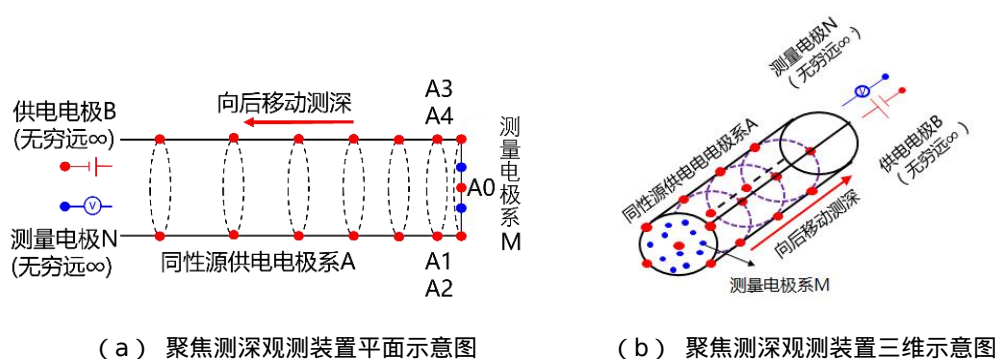 供电电极B
(无穷远∞)
V
测量电极N
(无穷远∞)
向后移动测深
A3
A4
A0
测量电极系M
同性源供电电极系A
A1
A2
(a) 聚焦测深观测装置平面示意图
测量电极N
(无穷远∞)
V
供电电极B
(无穷远∞)
同性源供电电极系A
向后移动测深
测量电极系M
(b) 聚焦测深观测装置三维示意图